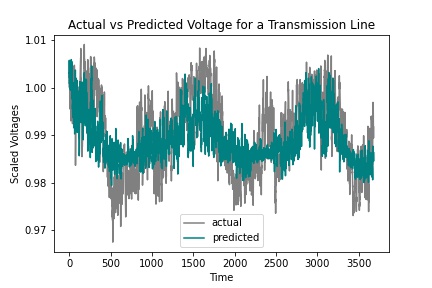 Actual vs Predicted Voltage for a Transmission Line
1.01
1.00
0.99
0.98
0.97
Scaled Voltages
actual
predicted
0 500 1000 1500 2000 2500 3000 3500
Time